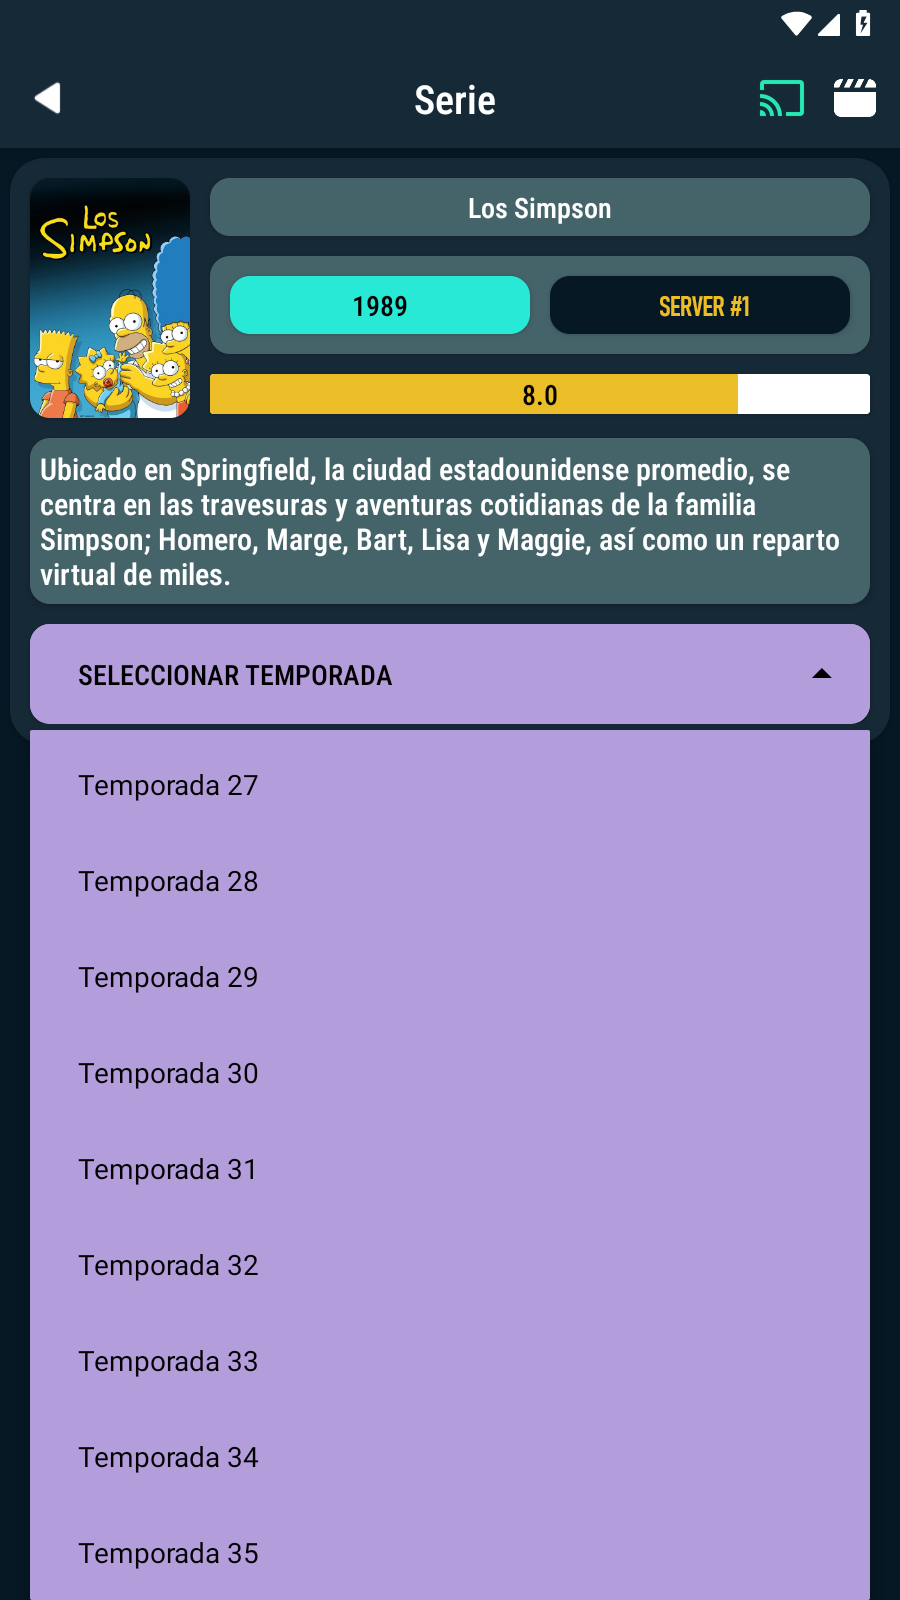 Serie
Los
Simpson
Los Simpson
1989
SERVER #1
8.0
Ubicado en Springfield, la ciudad estadounidense promedio, se
centra en las travesuras y aventuras cotidianas de la familia
Simpson; Homero, Marge, Bart, Lisa y Maggie, así como un reparto
virtual de miles.
SELECCIONAR TEMPORADA
Temporada 27
Temporada 28
Temporada 29
Temporada 30
Temporada 31
Temporada 32
Temporada 33
Temporada 34
Temporada 35